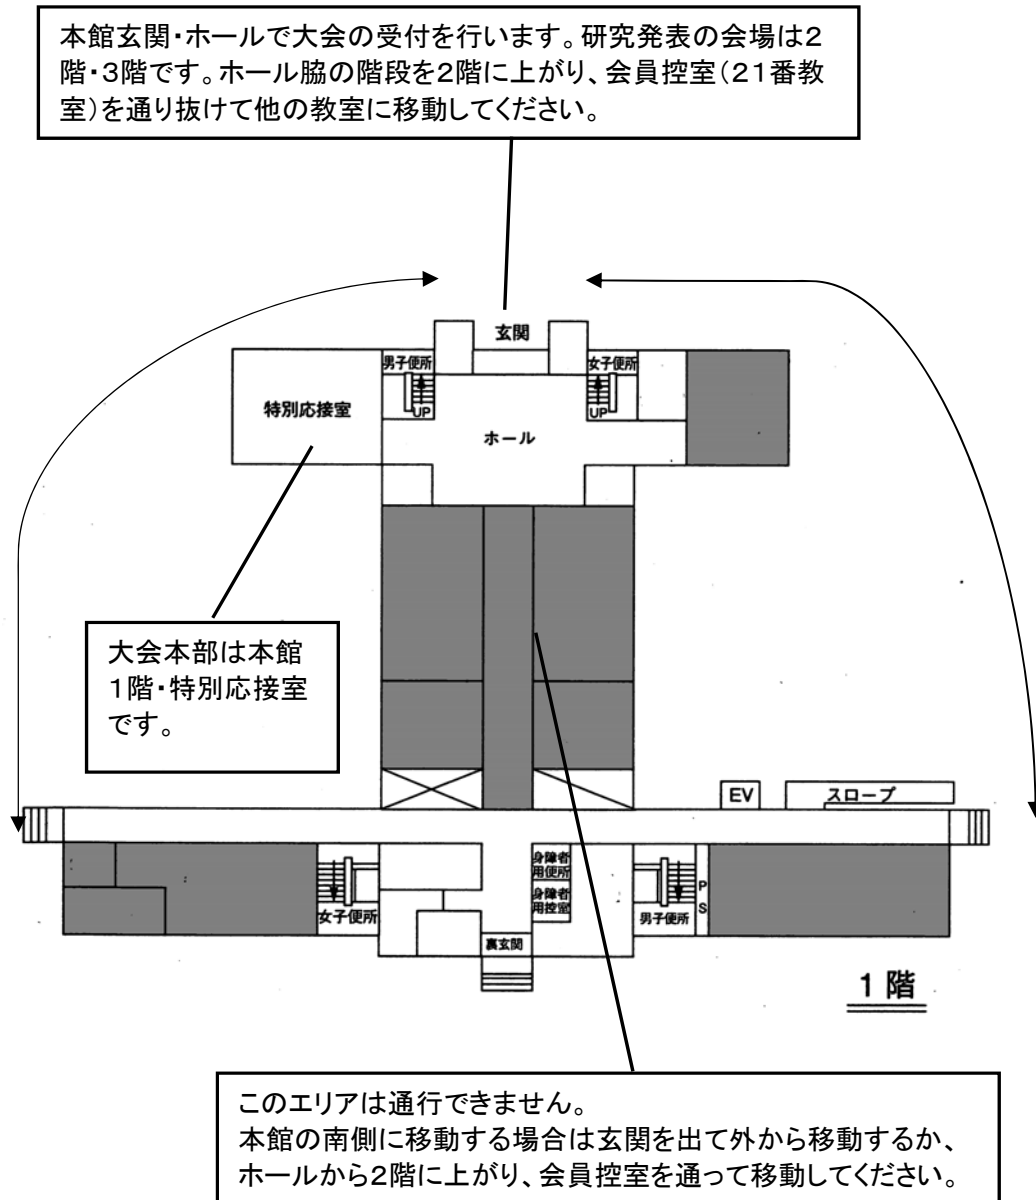 本館玄関・ホールで大会の受付を行います。研究発表の会場は2
階・3階です。ホール脇の階段を2階に上がり、会員控室(21番教
室)を通り抜けて他の教室に移動してください。
玄関
男子便所
女子便所
UP
UP
特別応接室
ホール
大会本部は本館
1階・特別応接室
です。
EV
スロープ
身障者
用便所
身障者
用控室
女子便所
男子便所
P
S
裏玄関
1階
このエリアは通行できません。
本館の南側に移動する場合は玄関を出て外から移動するか、
ホールから2階に上がり、会員控室を通って移動してください。